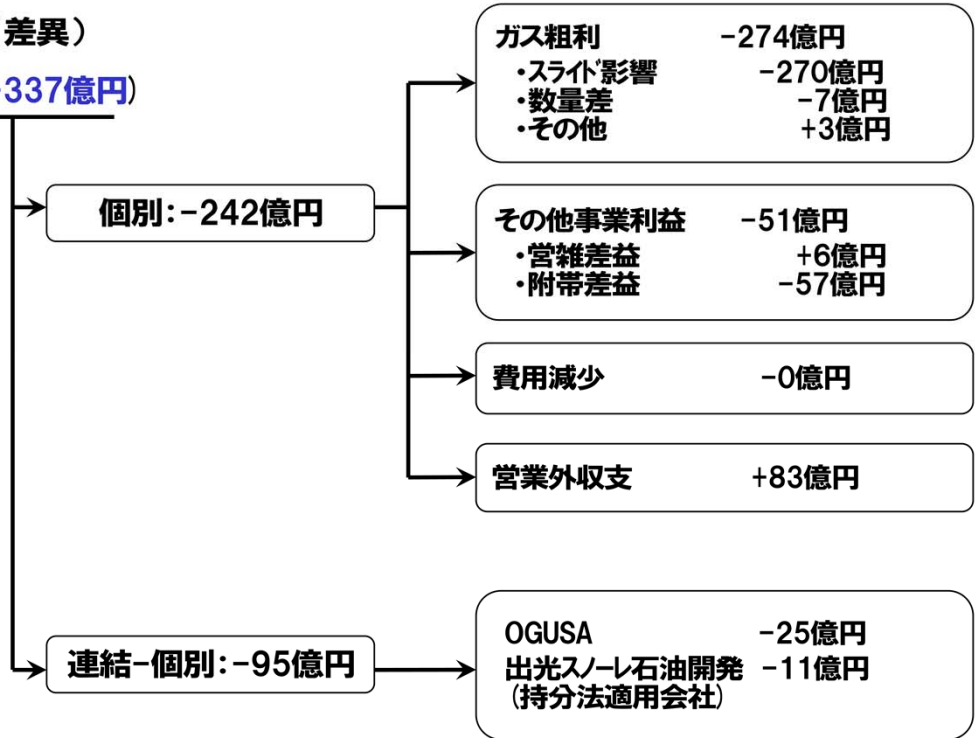 差異）
337億円)
個別：-242億円
ガス粗利 -274億円
・スライド影響 -270億円
・数量差 -7億円
・その他 +3億円
その他事業利益 -51億円
・営雑差益 +6億円
・附帯差益 -57億円
費用減少 -0億円
営業外収支 +83億円
連結-個別：-95億円
OGUSA -25億円
出光スノーレ石油開発 -11億円
(持分法適用会社)